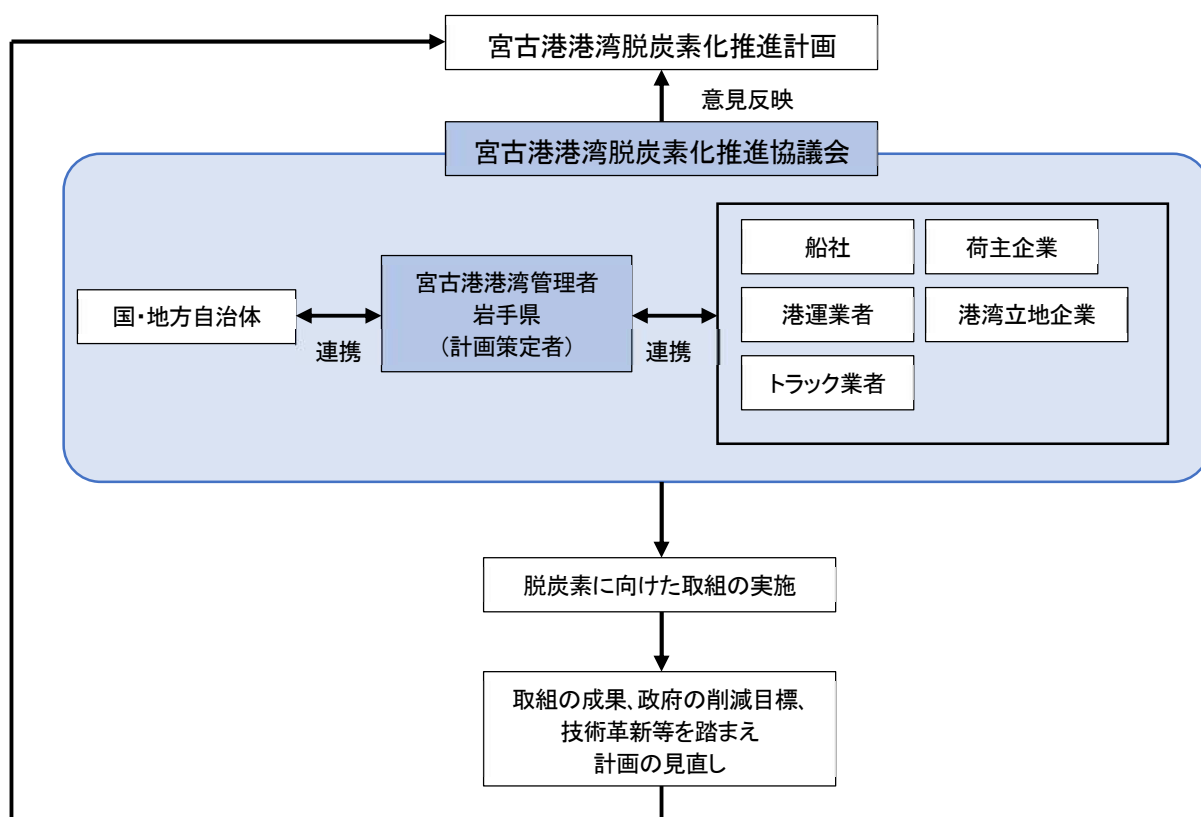 宮古港港湾脱炭素化推進計画
意見反映
宮古港港湾脱炭素化推進協議会
国・地方自治体
連携
宮古港港湾管理者
岩手県
(計画策定者)
連携
船社
荷主企業
港運業者
港湾立地企業
トラック業者
脱炭素に向けた取組の実施
取組の成果、政府の削減目標、
技術革新等を踏まえ
計画の見直し